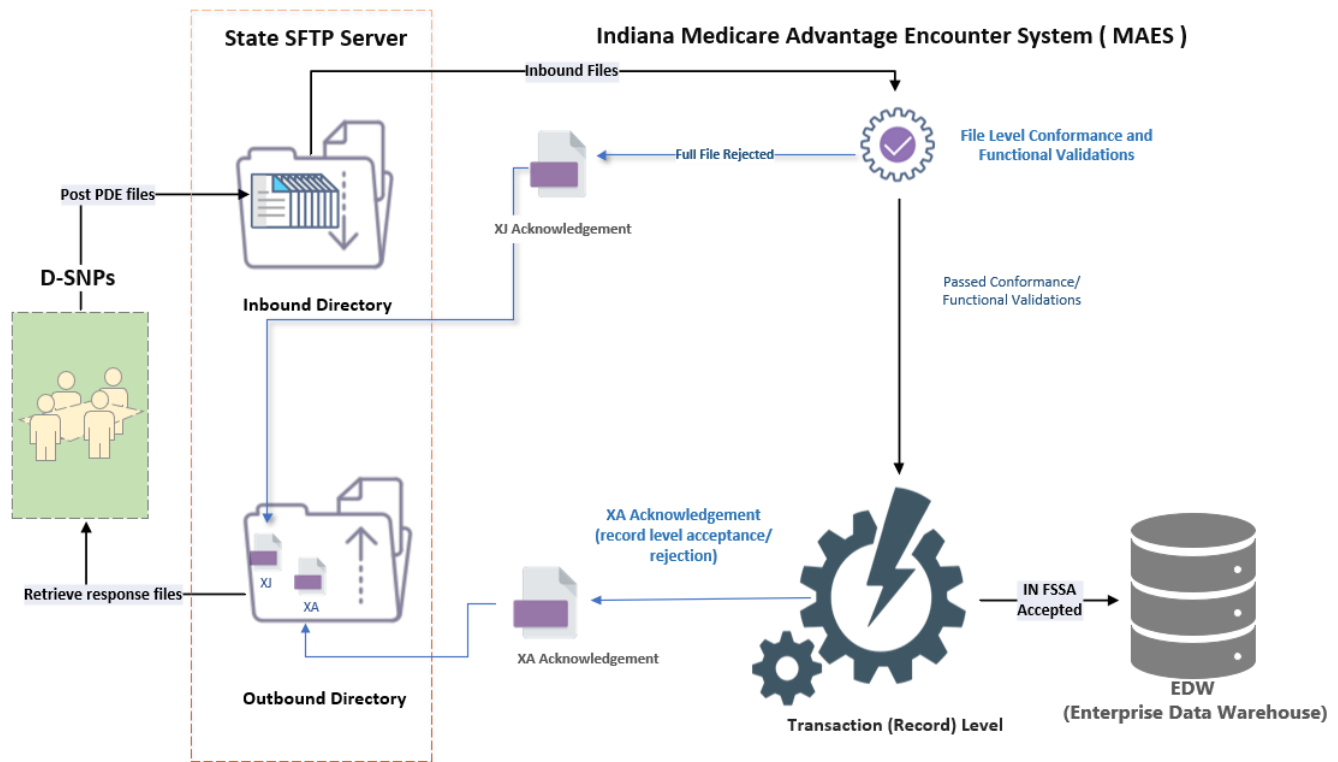 State SFTP Server
Indiana Medicare Advantage Encounter System ( MAES )
Inbound Files
File Level Conformance and
Functional Validations
Full File Rejected
Post PDE files
XJ Acknowledgement
D-SNPs
Passed Conformance/
Functional Validations
Inbound Directory
XA Acknowledgement
(record level acceptance/
rejection)
XJ
XA
Retrieve response files
IN FSSA
Accepted
XA Acknowledgement
Outbound Directory
EDW
(Enterprise Data Warehouse)
Transaction (Record) Level